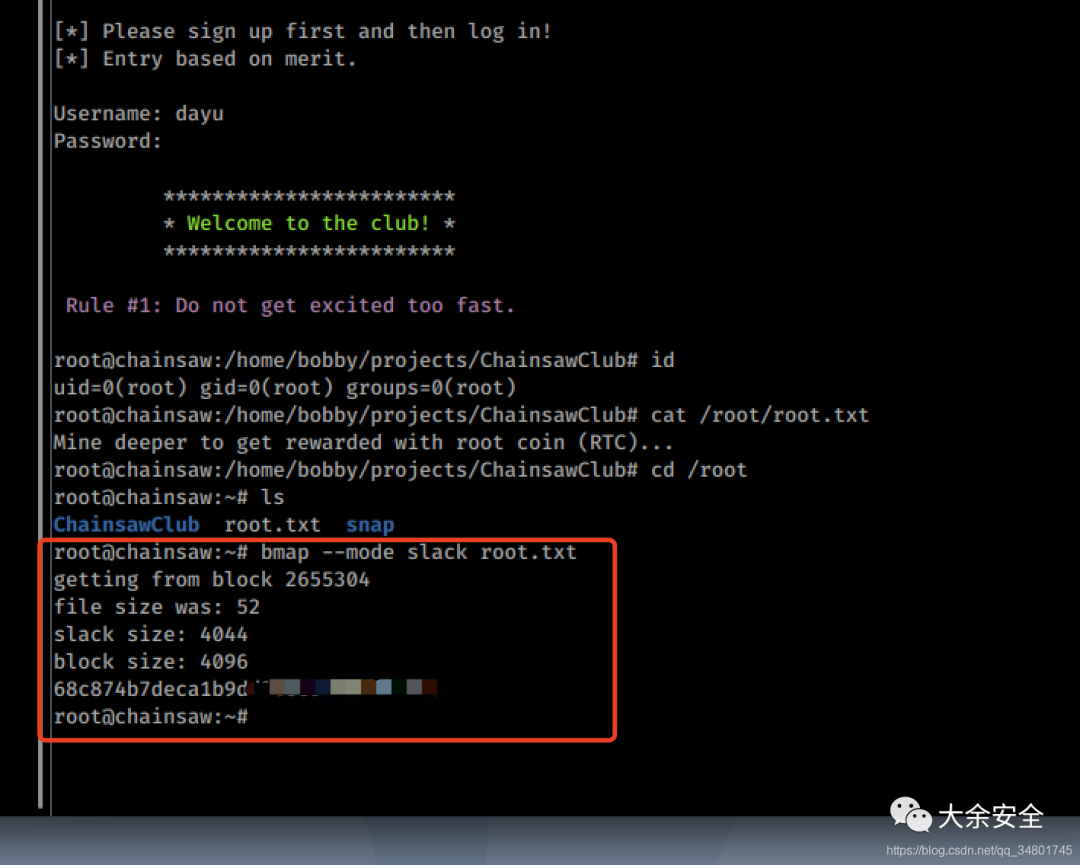 [*] Please sign up first and then log in!
[*] Entry based on merit.
Username: dayu
Password:
************************
* Welcome to the club! *
************************
Rule #1: Do not get excited too fast.
root@chainsaw:/home/bobby/projects/ChainsawClub# id
uid=0(root) gid=0(root) groups=0(root)
root@chainsaw:/home/bobby/projects/ChainsawClub# cat /root/root.txt
Mine deeper to get rewarded with root coin (RTC)...
root@chainsaw:/home/bobby/projects/ChainsawClub# cd /root
root@chainsaw:~# ls
ChainsawClub root.txt snap
root@chainsaw:~# bmap --mode slack root.txt
getting from block 2655304
file size was: 52
slack size: 4044
block size: 4096
68c874b7deca1b9d
root@chainsaw:~#
大余安全
https://blog.csdn.net/qq_34801745